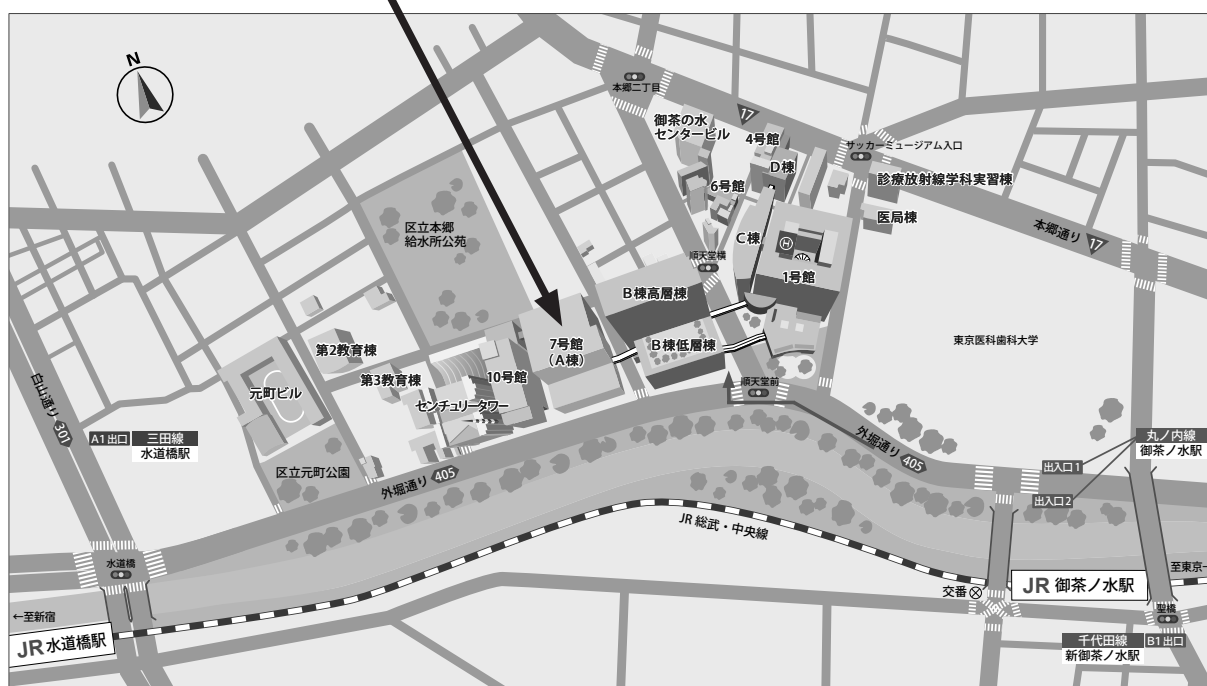 N
本郷二丁目
17
御茶の水
センタービル
4号館
サッカーミュージアム入口
D棟
診療放射線学科実習棟
6号館
医局棟
区立本郷
給水所公苑
本郷通り 17
C棟
H
順天堂横
1号館
B棟高層棟
7号館
(A棟)
B棟低層棟
東京医科歯科大学
第2教育棟
第3教育棟
10号館
元町ビル
順天堂前
センチュリータワー
白山通り 301
A1出口
三田線
水道橋駅
外堀通り 405
丸ノ内線
御茶ノ水駅
出入口1
区立元町公園
外堀通り 405
出入口2
JR 総武・中央線
水道橋
至東京→
JR 御茶ノ水駅
交番
←至新宿
聖橋
JR 水道橋駅
千代田線
B1出口
新御茶ノ水駅